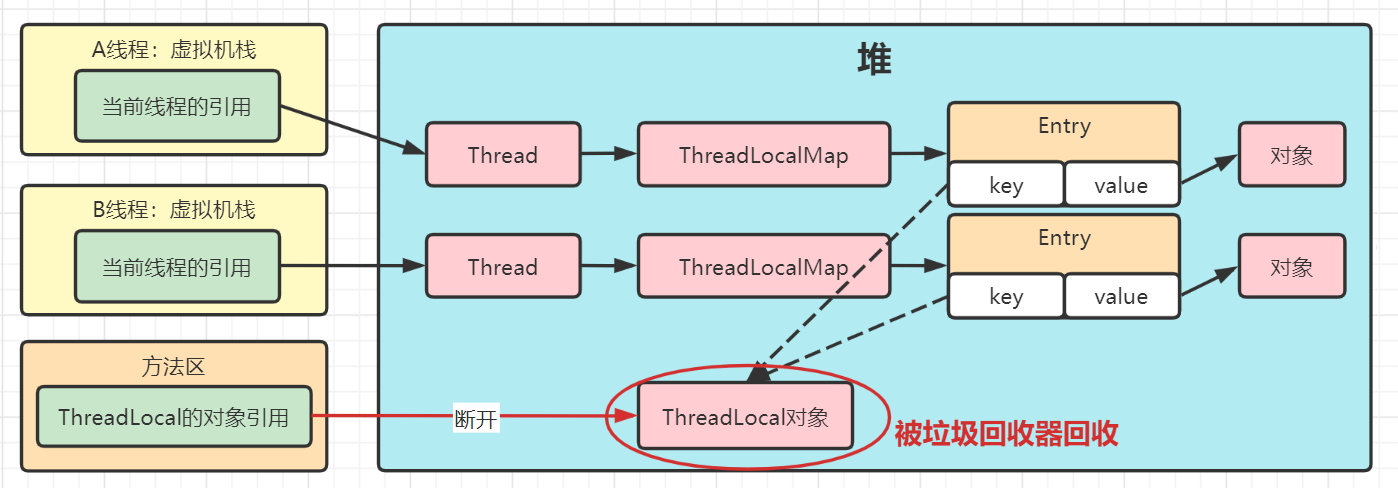 A线程：虚拟机栈
当前线程的引用
B线程：虚拟机栈
当前线程的引用
方法区
ThreadLocal的对象引用
断开
堆
Thread
ThreadLocalMap
Entry
key
value
对象
Thread
ThreadLocalMap
Entry
key
value
对象
ThreadLocal对象
被垃圾回收器回收